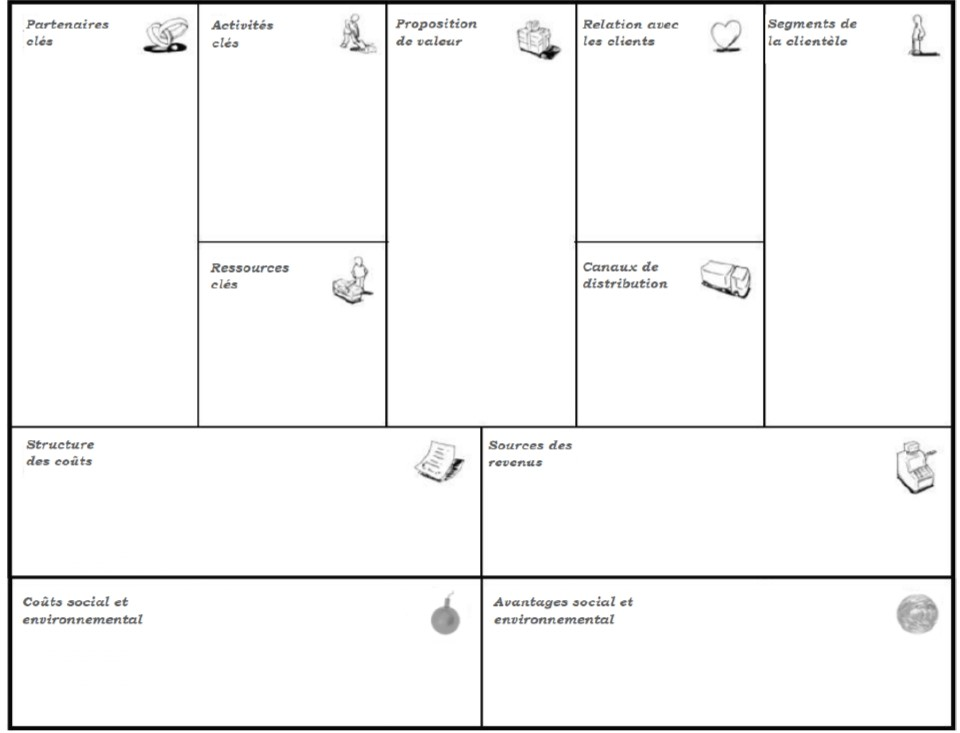 Partenaires
clés
Activités
clés
Proposition
de valeur
Relation avec
les clients
Segments de
la clientèle
Ressources
clés
Canaux de
distribution
Structure
des coûts
Sources des
revenus
Coûts social et
environnemental
Avantages social et
environnemental